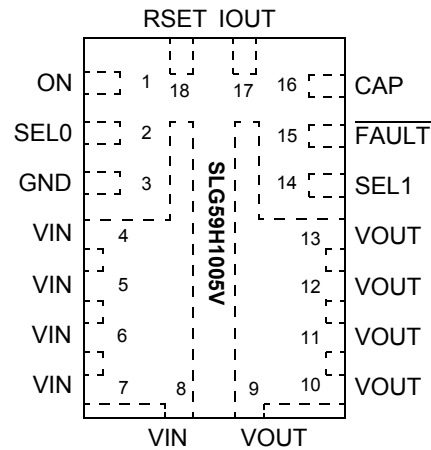 RSET IOUT
ON 1 18 17 16 CAP
SEL0 2 15 FAULT
GND 3 14 SEL1
VIN 4 13 VOUT
VIN 5 12 VOUT
VIN 6 11 VOUT
VIN 7 8 9 10 VOUT
SLG59H1005V
VIN VOUT